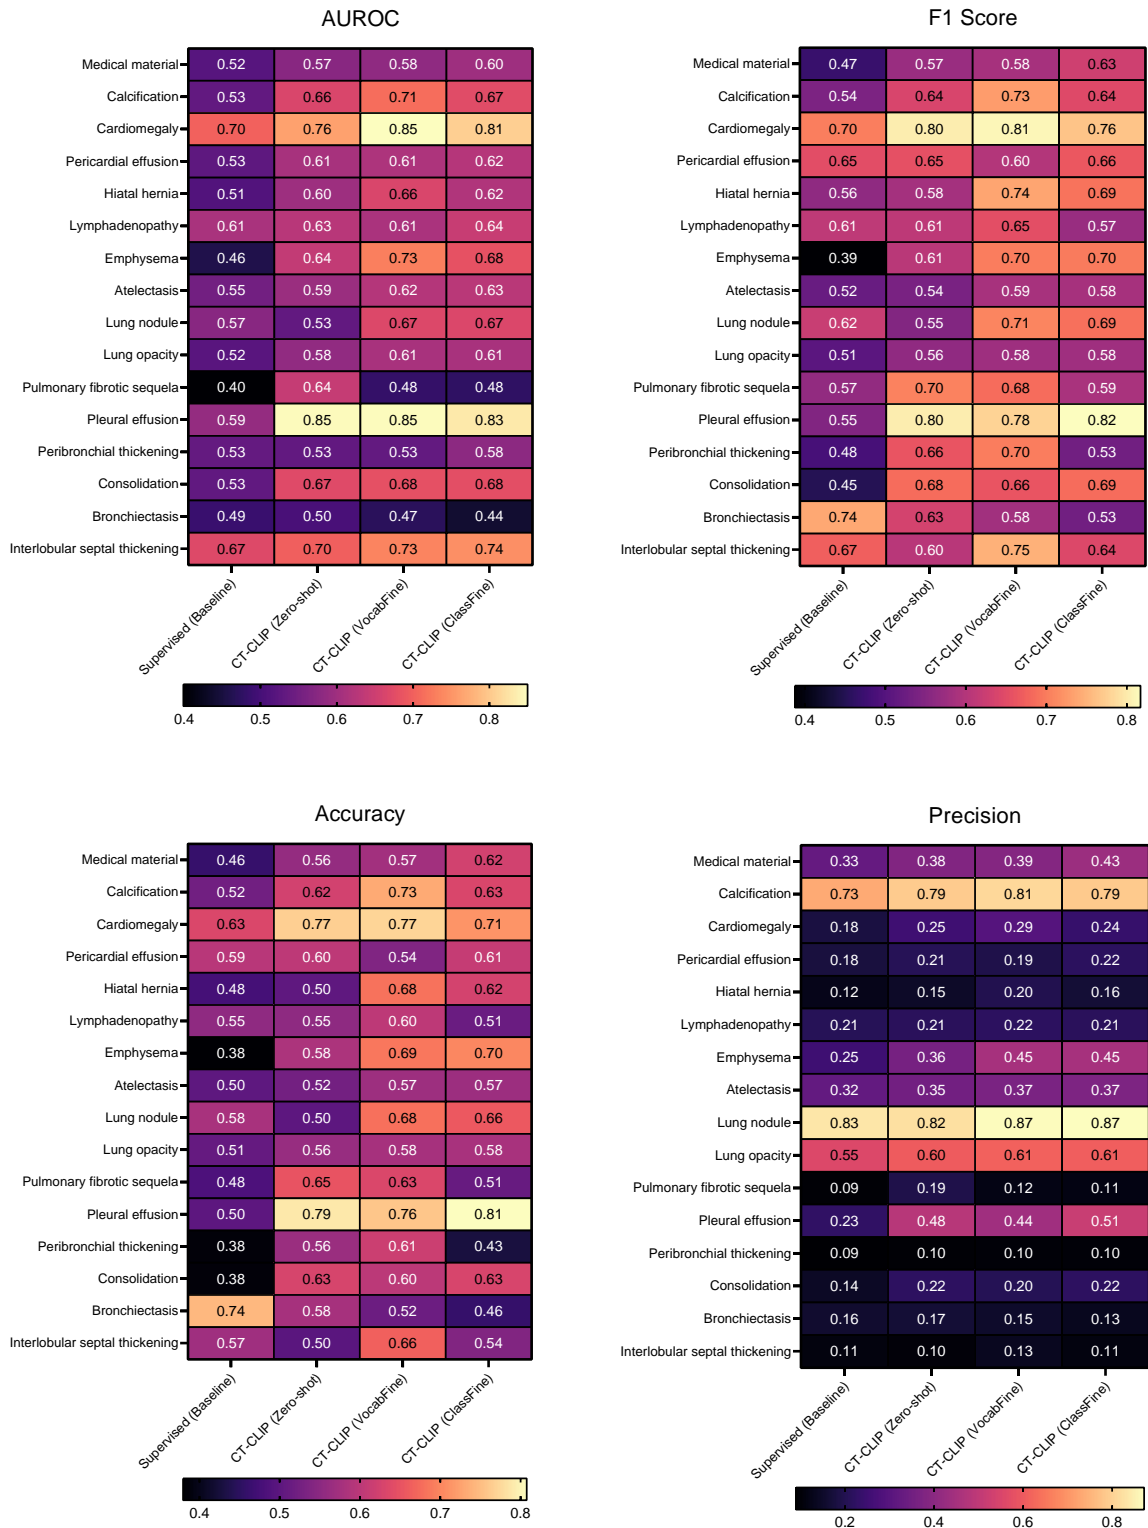 AUROC
Medical material 0.52 0.57 0.58 0.60
Calcification 0.53 0.66 0.71 0.67
Cardiomegaly 0.70 0.76 0.85 0.81
Pericardial effusion 0.53 0.61 0.61 0.62
Hiatal hernia 0.51 0.60 0.66 0.62
Lymphadenopathy 0.61 0.63 0.61 0.64
Emphysema 0.46 0.64 0.73 0.68
Atelectasis 0.55 0.59 0.62 0.63
Lung nodule 0.57 0.53 0.67 0.67
Lung opacity 0.52 0.58 0.61 0.61
Pulmonary fibrotic sequela 0.40 0.64 0.48 0.48
Pleural effusion 0.59 0.85 0.85 0.83
Peribronchial thickening 0.53 0.53 0.53 0.58
Consolidation 0.53 0.67 0.68 0.68
Bronchiectasis 0.49 0.50 0.47 0.44
Interlobular septal thickening 0.67 0.70 0.73 0.74
Supervised (Baseline)
CT-CLIP (Zero-shot)
CT-CLIP (VocabFine)
CT-CLIP (ClassFine)
0.4 0.5 0.6 0.7 0.8
F1 Score
Medical material 0.47 0.57 0.58 0.63
Calcification 0.54 0.64 0.73 0.64
Cardiomegaly 0.70 0.80 0.81 0.76
Pericardial effusion 0.65 0.65 0.60 0.66
Hiatal hernia 0.56 0.58 0.74 0.69
Lymphadenopathy 0.61 0.61 0.65 0.57
Emphysema 0.39 0.61 0.70 0.70
Atelectasis 0.52 0.54 0.59 0.58
Lung nodule 0.62 0.55 0.71 0.69
Lung opacity 0.51 0.56 0.58 0.58
Pulmonary fibrotic sequela 0.57 0.70 0.68 0.59
Pleural effusion 0.55 0.80 0.78 0.82
Peribronchial thickening 0.48 0.66 0.70 0.53
Consolidation 0.45 0.68 0.66 0.69
Bronchiectasis 0.74 0.63 0.58 0.53
Interlobular septal thickening 0.67 0.60 0.75 0.64
Supervised (Baseline)
CT-CLIP (Zero-shot)
CT-CLIP (VocabFine)
CT-CLIP (ClassFine)
0.4 0.5 0.6 0.7 0.8
Accuracy
Medical material 0.46 0.56 0.57 0.62
Calcification 0.52 0.62 0.73 0.63
Cardiomegaly 0.63 0.77 0.77 0.71
Pericardial effusion 0.59 0.60 0.54 0.61
Hiatal hernia 0.48 0.50 0.68 0.62
Lymphadenopathy 0.55 0.55 0.60 0.51
Emphysema 0.38 0.58 0.69 0.70
Atelectasis 0.50 0.52 0.57 0.57
Lung nodule 0.58 0.50 0.68 0.66
Lung opacity 0.51 0.56 0.58 0.58
Pulmonary fibrotic sequela 0.48 0.65 0.63 0.51
Pleural effusion 0.50 0.79 0.76 0.81
Peribronchial thickening 0.38 0.56 0.61 0.43
Consolidation 0.38 0.63 0.60 0.63
Bronchiectasis 0.74 0.58 0.52 0.46
Interlobular septal thickening 0.57 0.50 0.66 0.54
Supervised (Baseline)
CT-CLIP (Zero-shot)
CT-CLIP (VocabFine)
CT-CLIP (ClassFine)
0.4 0.5 0.6 0.7 0.8
Precision
Medical material 0.33 0.38 0.39 0.43
Calcification 0.73 0.79 0.81 0.79
Cardiomegaly 0.18 0.25 0.29 0.24
Pericardial effusion 0.18 0.21 0.19 0.22
Hiatal hernia 0.12 0.15 0.20 0.16
Lymphadenopathy 0.21 0.21 0.22 0.21
Emphysema 0.25 0.36 0.45 0.45
Atelectasis 0.32 0.35 0.37 0.37
Lung nodule 0.83 0.82 0.87 0.87
Lung opacity 0.55 0.60 0.61 0.61
Pulmonary fibrotic sequela 0.09 0.19 0.12 0.11
Pleural effusion 0.23 0.48 0.44 0.51
Peribronchial thickening 0.09 0.10 0.10 0.10
Consolidation 0.14 0.22 0.20 0.22
Bronchiectasis 0.16 0.17 0.15 0.13
Interlobular septal thickening 0.11 0.10 0.13 0.11
Supervised (Baseline)
CT-CLIP (Zero-shot)
CT-CLIP (VocabFine)
CT-CLIP (ClassFine)
0.2 0.4 0.6 0.8